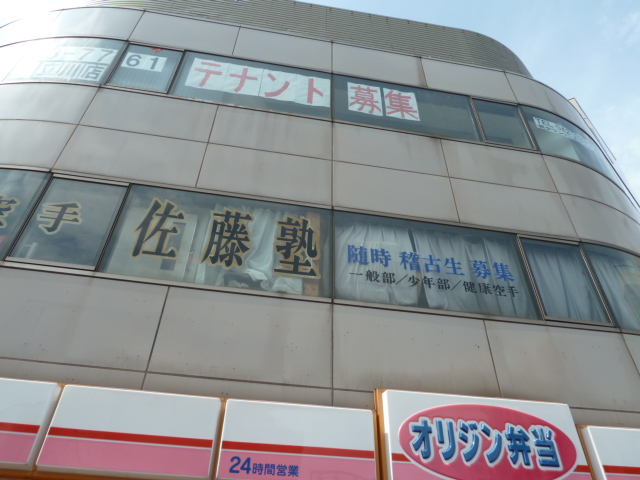 77 61
テナント 募集
佐藤塾
随時 稽古生 募集
一般部／少年部／健康空手
24時間営業
オリジン弁当